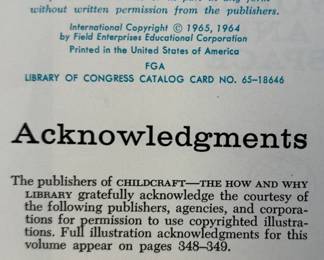 without written permission from the publishers.
International Copyright © 1965, 1964
by Field Enterprises Educational Corporation
Printed in the United States of America
FGA
LIBRARY OF CONGRESS CATALOG CARD NO. 65-18646
Acknowledgments
The publishers of CHILDCRAFT—THE HOW AND WHY
LIBRARY gratefully acknowledge the courtesy of
the following publishers, agencies, and corpora-
tions for permission to use copyrighted illustra-
tions. Full illustration acknowledgments for this
volume appear on pages 348–349.